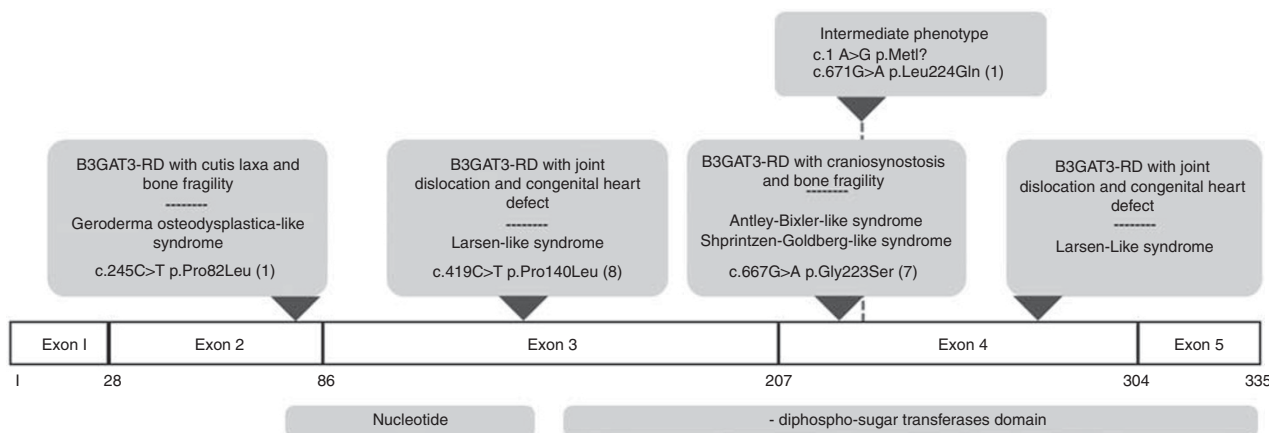 Intermediate phenotype
c.1 A>G p.Metl?
c.671G>A p.Leu224Gln (1)
B3GAT3-RD with cutis laxa and
bone fragility
--------
Geroderma osteodysplastica-like
syndrome
c.245C>T p.Pro82Leu (1)
B3GAT3-RD with joint
dislocation and congenital heart
defect
--------
Larsen-like syndrome
c.419C>T p.Pro140Leu (8)
B3GAT3-RD with craniosynostosis
and bone fragility
--------
Antley-Bixler-like syndrome
Shprintzen-Goldberg-like syndrome
c.667G>A p.Gly223Ser (7)
B3GAT3-RD with joint
dislocation and congenital heart
defect
--------
Larsen-Like syndrome
Exon I
Exon 2
Exon 3
Exon 4
Exon 5
I
28
86
207
304
335
Nucleotide
- diphospho-sugar transferases domain